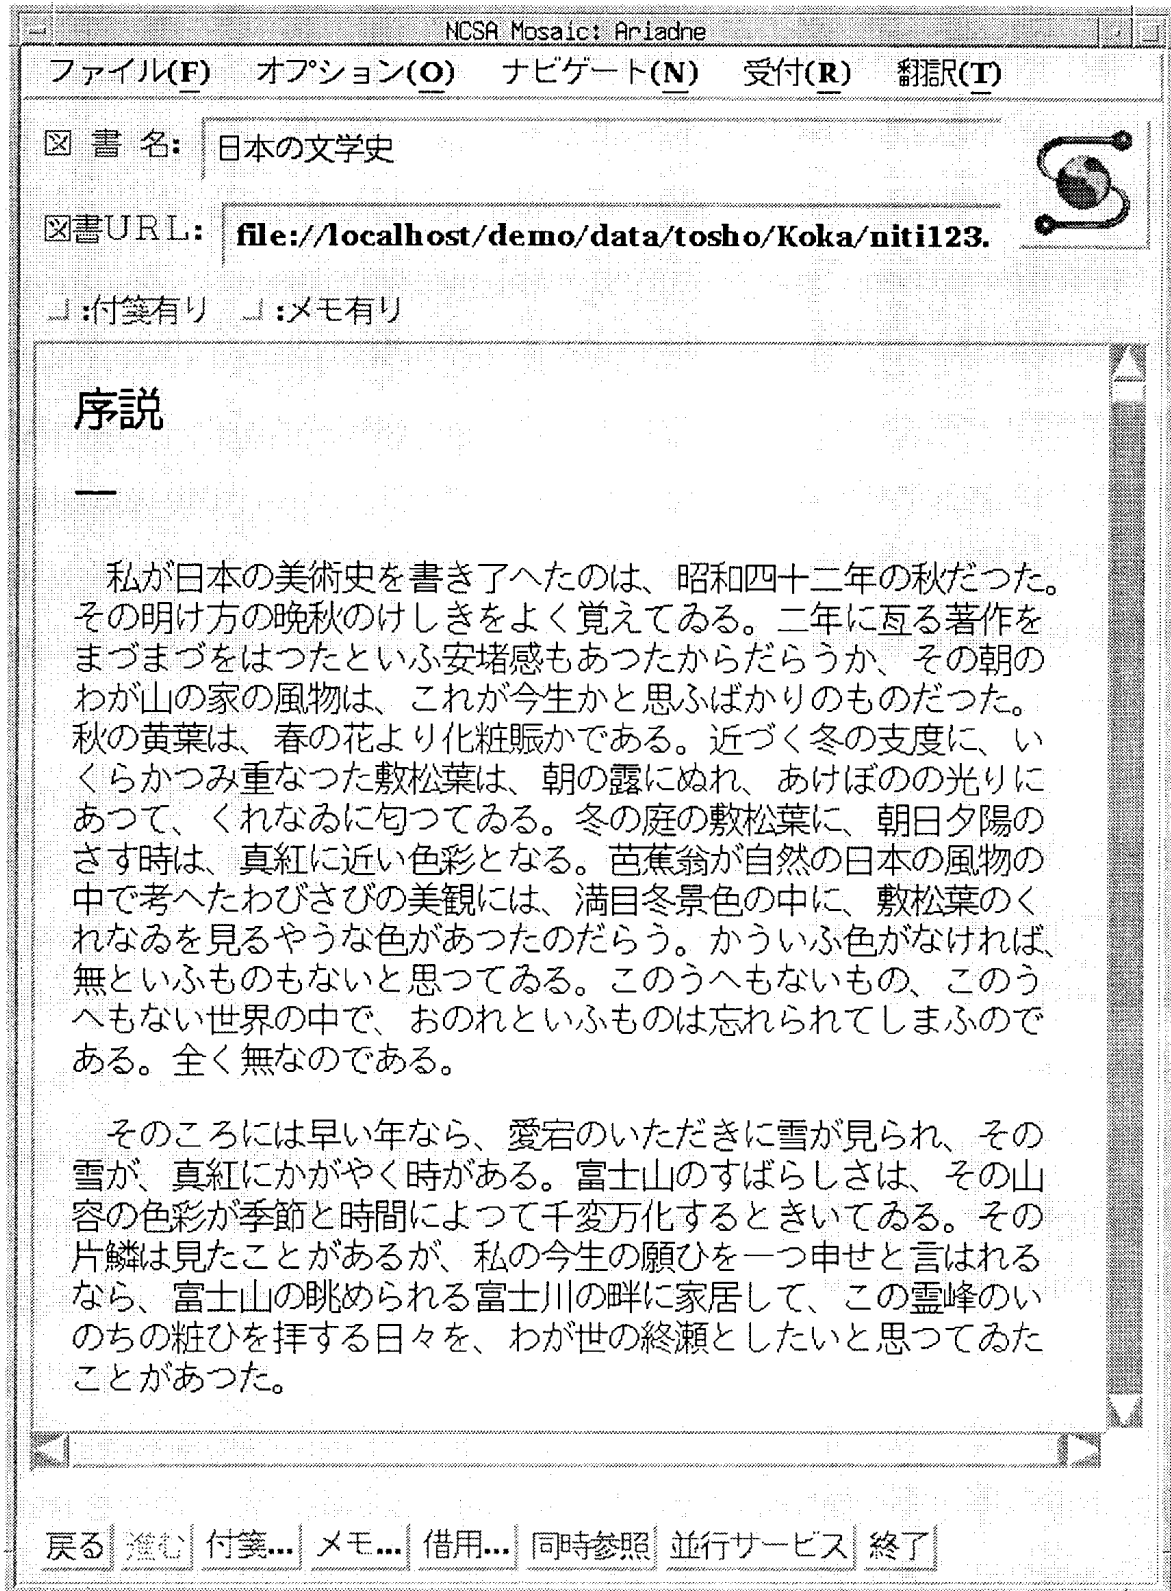 NCSA Mosaic: Ariadne
ファイル(F) オプション(O) ナビゲート(N) 受付(R) 翻訳(T)
図 書 名: 日本の文学史
図書URL: file://localhost/demo/data/tosho/Koka/niti123.
:付箋有り :メモ有り
序説
一
私が日本の美術史を書き了へたのは、昭和四十二年の秋だつた。
その明け方の晩秋のけしきをよく覚えてゐる。二年に亙る著作を
まづまづをはつたといふ安堵感もあつたからだらうか、その朝の
わが山の家の風物は、これが今生かと思ふばかりのものだつた。
秋の黄葉は、春の花より化粧賑かである。近づく冬の支度に、い
くらかつみ重なつた敷松葉は、朝の露にぬれ、あけぼのの光りに
あつて、くれなゐに匂つてゐる。冬の庭の敷松葉に、朝日夕陽の
さす時は、真紅に近い色彩となる。芭蕉翁が自然の日本の風物の
中で考へたわびさびの美観には、満目冬景色の中に、敷松葉のく
れなゐを見るやうな色があつたのだらう。かういふ色がなければ、
無といふものもないと思つてゐる。このうへもないもの、このう
へもない世界の中で、おのれといふものは忘れられてしまふので
ある。全く無なのである。
そのころには早い年なら、愛宕のいただきに雪が見られ、その
雪が、真紅にかがやく時がある。富士山のすばらしさは、その山
容の色彩が季節と時間によつて千変万化するときいてゐる。その
片鱗は見たことがあるが、私の今生の願ひを一つ申せと言はれる
なら、富士山の眺められる富士川の畔に家居して、この霊峰のい
のちの粧ひを拝する日々を、わが世の終瀬としたいと思つてゐた
ことがあつた。
戻る 進む 付箋... メモ... 借用... 同時参照 並行サービス 終了